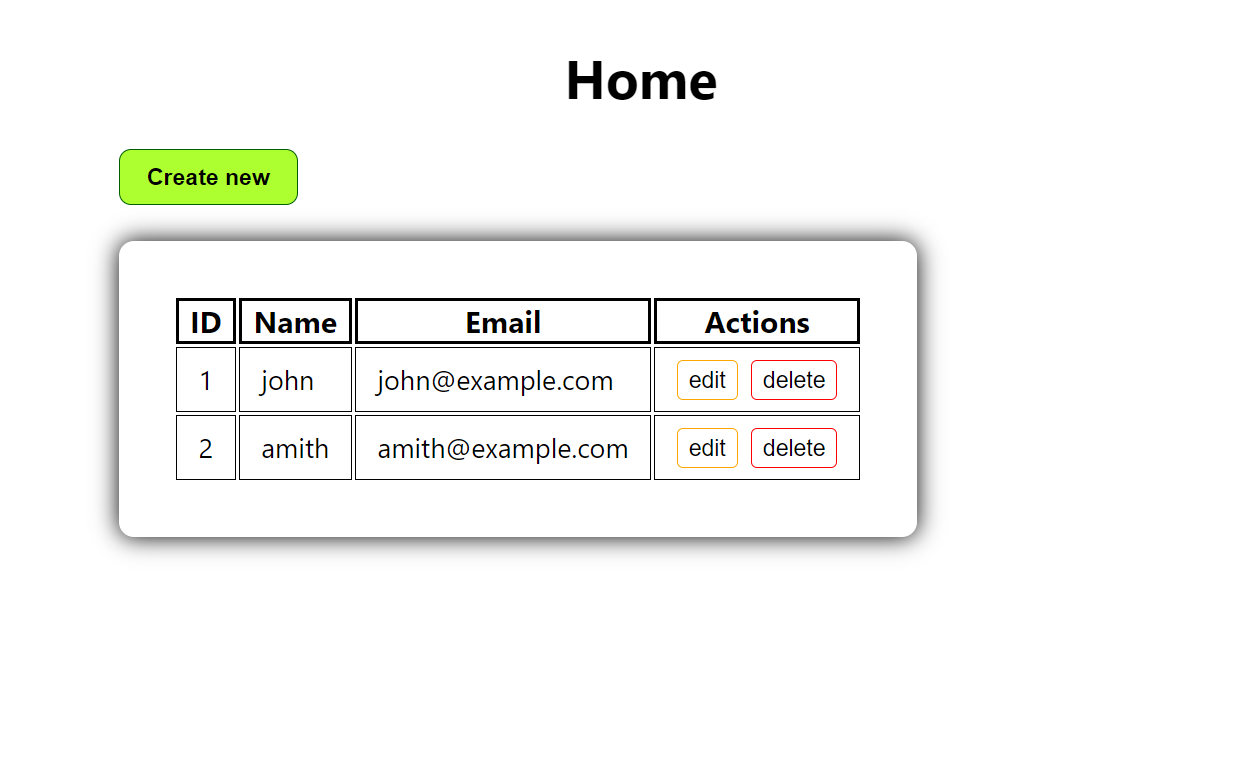 Home
Create new
ID Name Email Actions
1 john john@example.com edit delete
2 amith amith@example.com edit delete